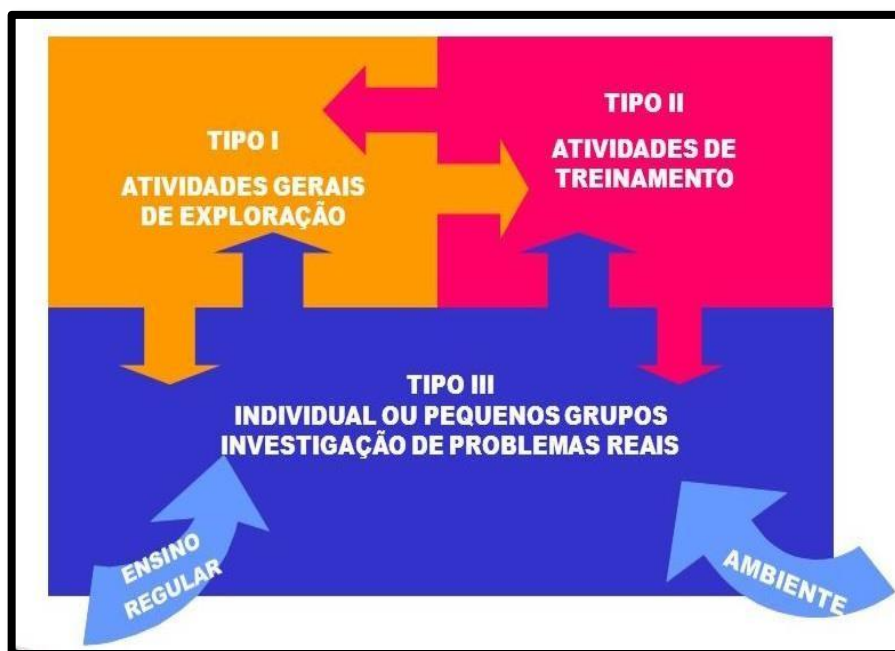 TIPO I
ATIVIDADES GERAIS
DE EXPLORAÇÃO
TIPO II
ATIVIDADES DE
TREINAMENTO
TIPO III
INDIVIDUAL OU PEQUENOS GRUPOS
INVESTIGAÇÃO DE PROBLEMAS REAIS
ENSINO
REGULAR
AMBIENTE